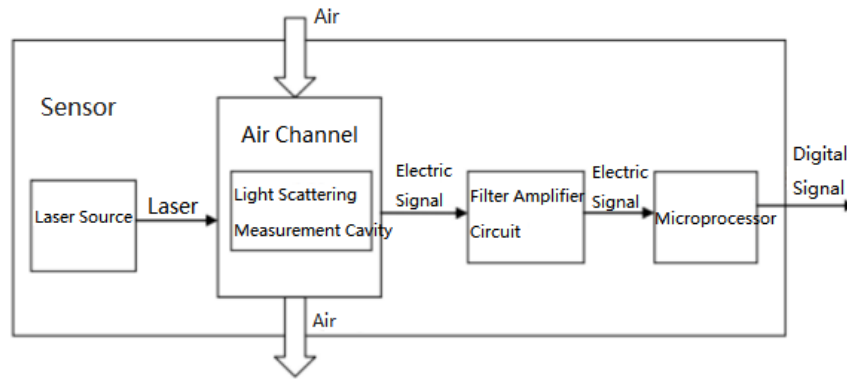 Air
Sensor
Air Channel
Laser Source
Laser
Light Scattering
Measurement Cavity
Electric
Signal
Filter Amplifier
Circuit
Electric
Signal
Microprocessor
Digital
Signal
Air